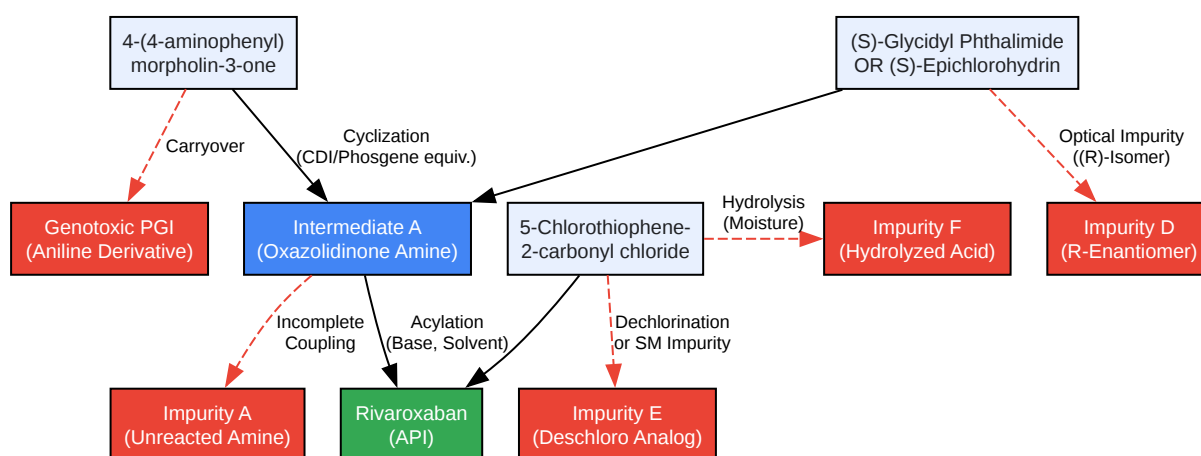 4-(4-aminophenyl)
morpholin-3-one
(S)-Glycidyl Phthalimide
OR (S)-Epichlorohydrin
Carryover
Cyclization
(CDI/Phosgene equiv.)
Optical Impurity
((R)-Isomer)
Genotoxic PGI
(Aniline Derivative)
Intermediate A
(Oxazolidinone Amine)
5-Chlorothiophene-
2-carbonyl chloride
Hydrolysis
(Moisture)
Impurity F
(Hydrolyzed Acid)
Impurity D
(R-Enantiomer)
Incomplete
Coupling
Acylation
(Base, Solvent)
Dechlorination
or SM Impurity
Impurity A
(Unreacted Amine)
Rivaroxaban
(API)
Impurity E
(Deschloro Analog)